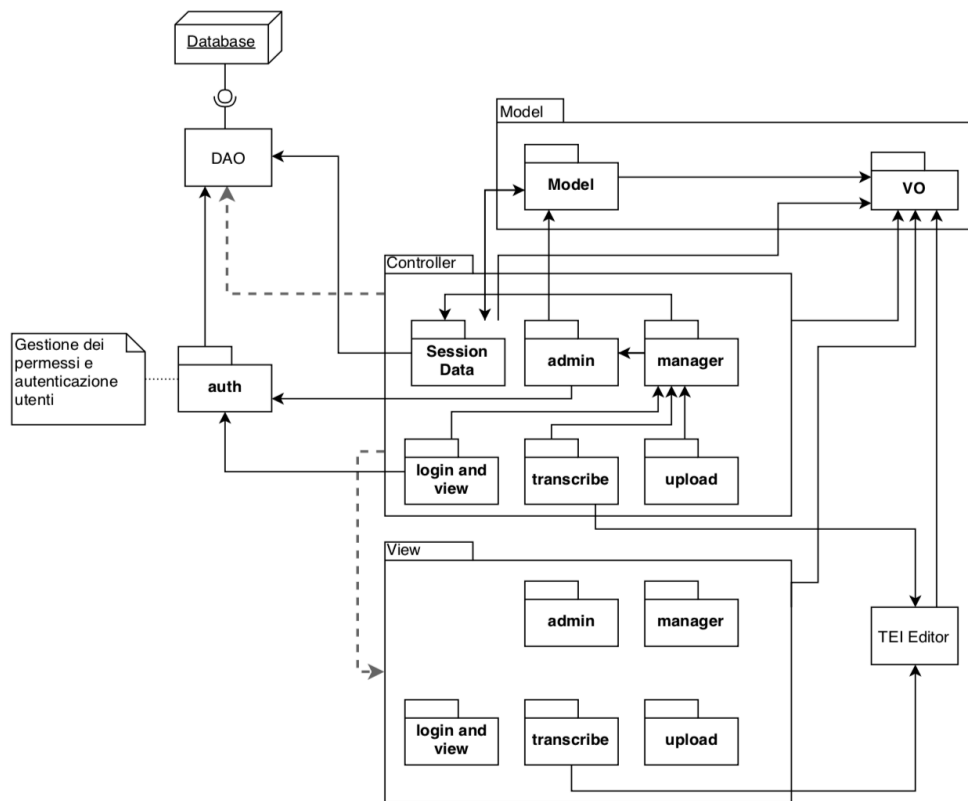 Database
DAO
Model
Model
VO
Controller
Session
Data
admin
manager
Gestione dei
permessi e
autenticazione
utenti
auth
login and
view
transcribe
upload
View
admin
manager
TEI Editor
login and
view
transcribe
upload